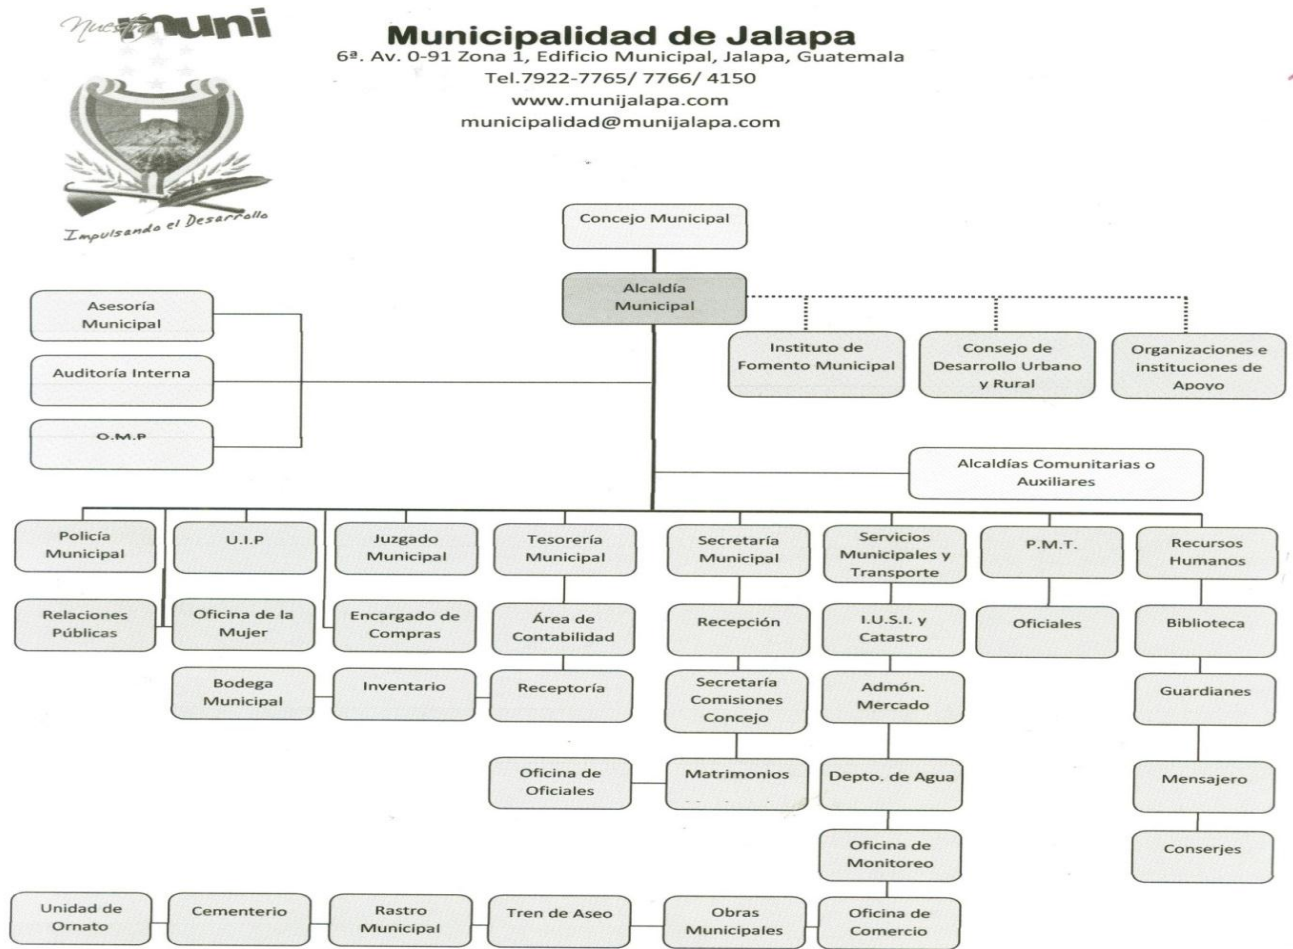 Nuestra muni
Municipalidad de Jalapa
6ª. Av. 0-91 Zona 1, Edificio Municipal, Jalapa, Guatemala
Tel.7922-7765/ 7766/ 4150
www.munijalapa.com
municipalidad@munijalapa.com
Impulsando el Desarrollo
Concejo Municipal
Alcaldía
Municipal
Asesoría
Municipal
Auditoría Interna
O.M.P
Instituto de
Fomento Municipal
Consejo de
Desarrollo Urbano
y Rural
Organizaciones e
instituciones de
Apoyo
Alcaldías Comunitarias o
Auxiliares
Policía
Municipal
U.I.P
Juzgado
Municipal
Tesorería
Municipal
Secretaría
Municipal
Servicios
Municipales y
Transporte
P.M.T.
Recursos
Humanos
Relaciones
Públicas
Oficina de la
Mujer
Encargado de
Compras
Área de
Contabilidad
Recepción
I.U.S.I. y
Catastro
Oficiales
Biblioteca
Bodega
Municipal
Inventario
Receptoría
Secretaría
Comisiones
Concejo
Admón.
Mercado
Guardianes
Oficina de
Oficiales
Matrimonios
Depto. de Agua
Mensajero
Oficina de
Monitoreo
Conserjes
Unidad de
Ornato
Cementerio
Rastro
Municipal
Tren de Aseo
Obras
Municipales
Oficina de
Comercio